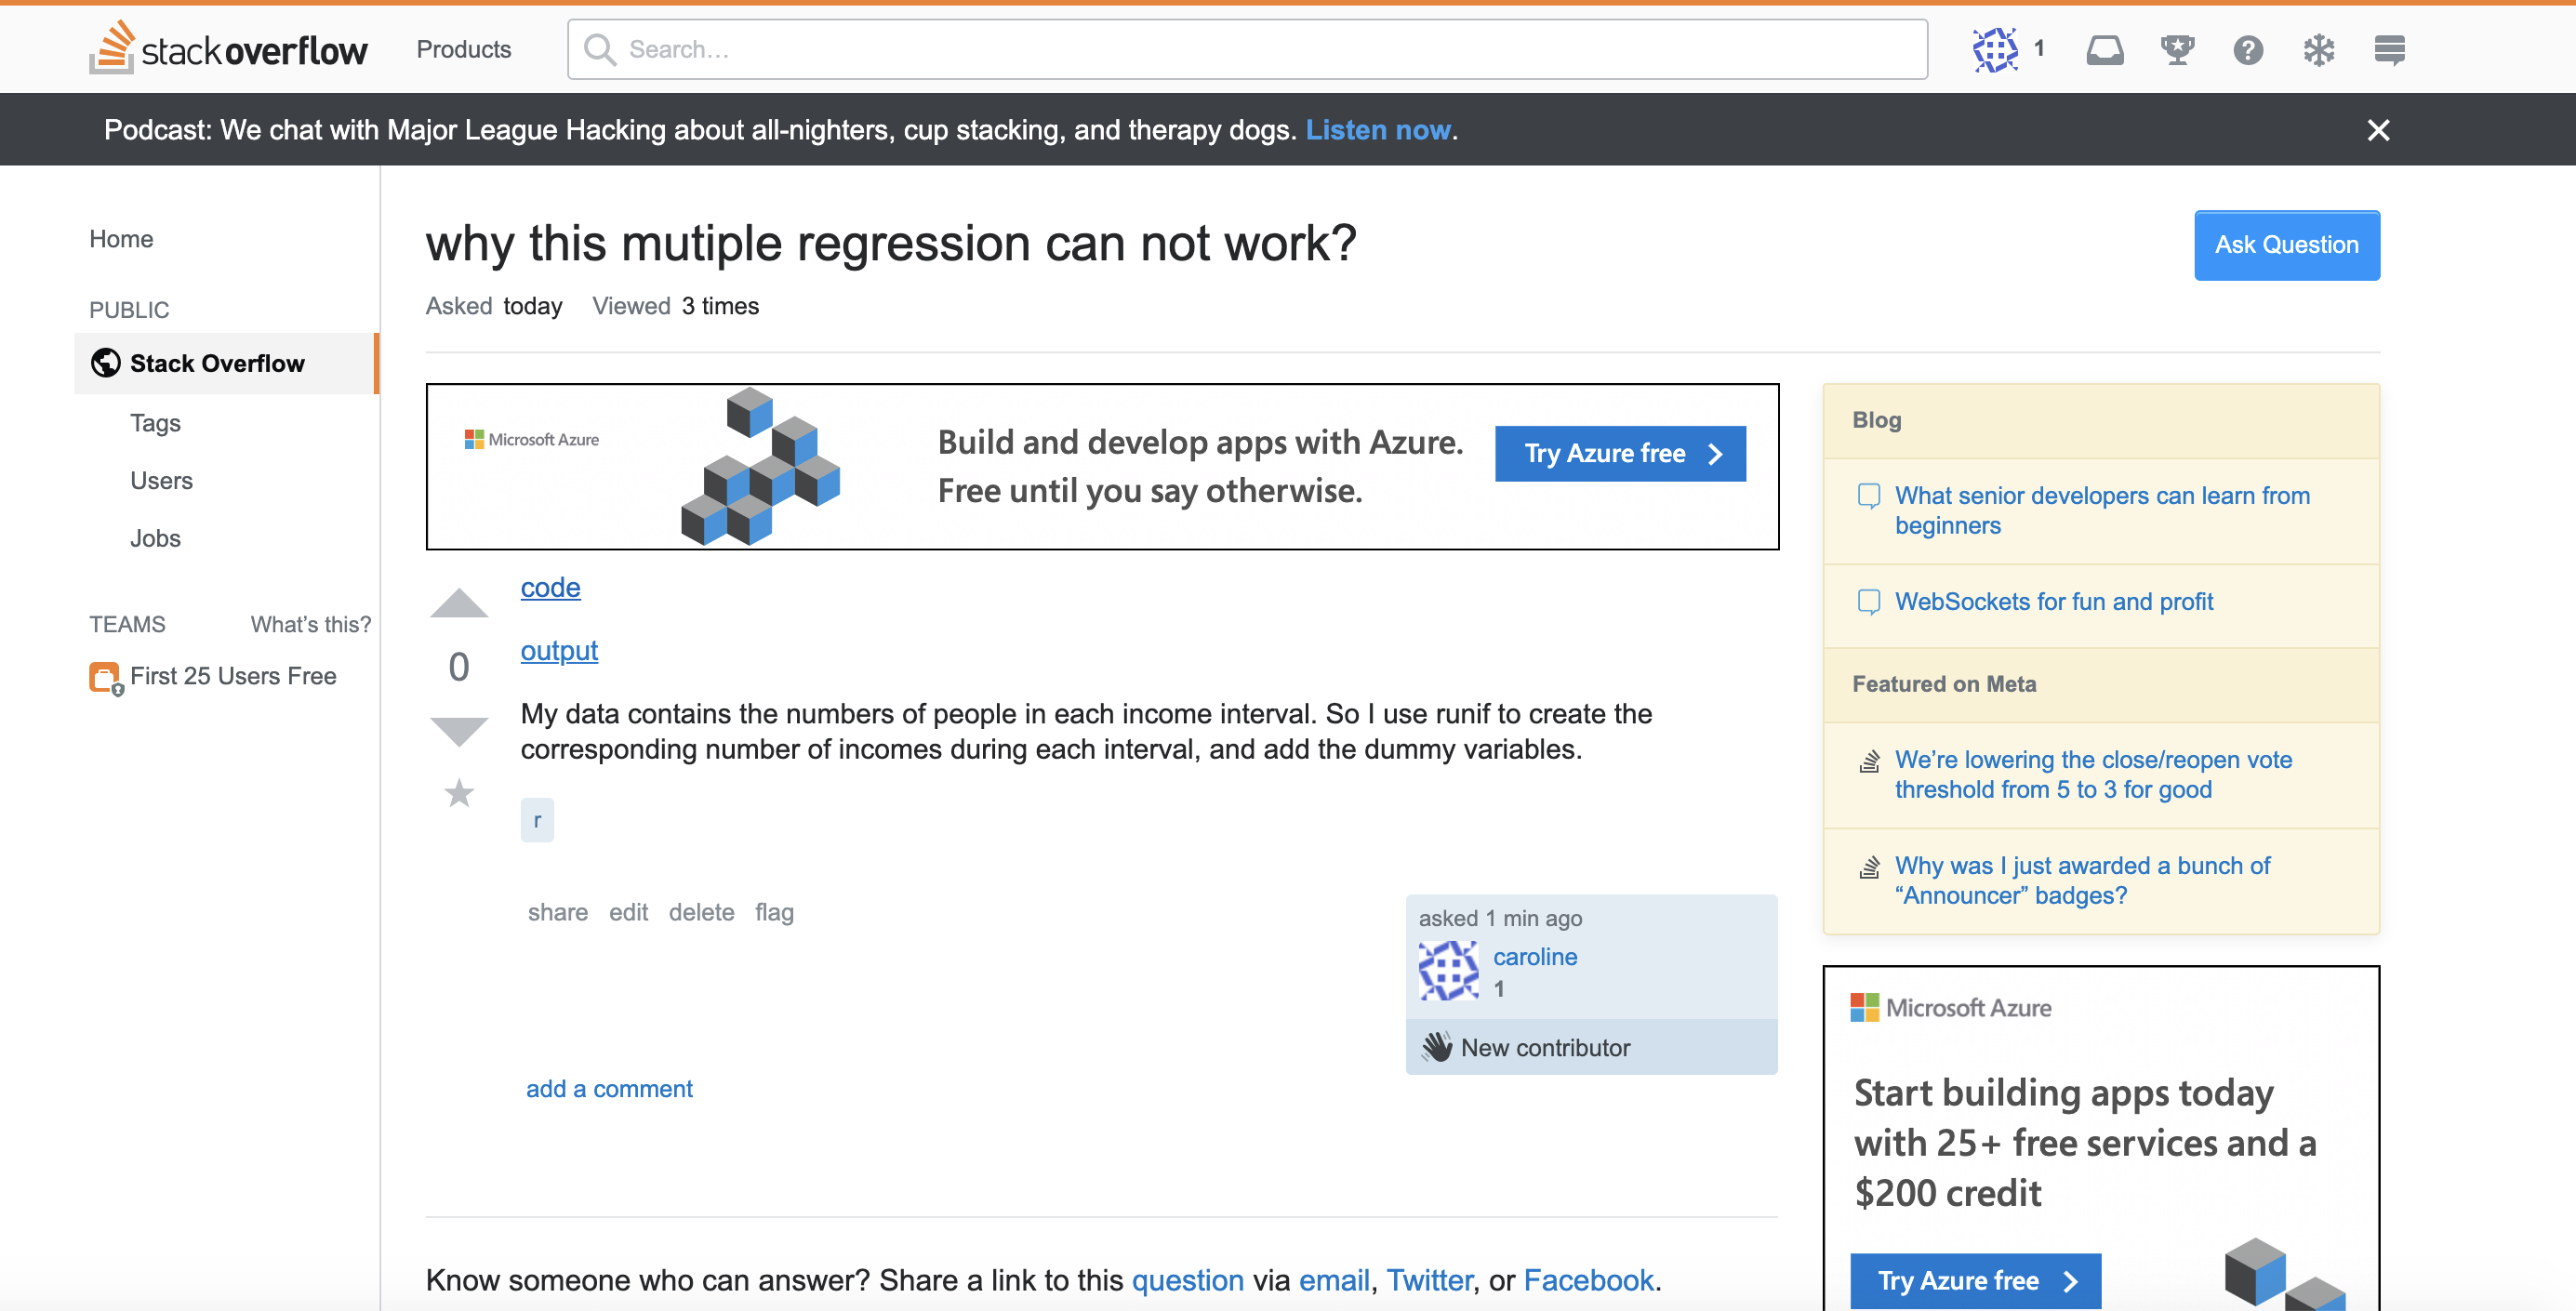 stackoverflow
Products
Search…
1
Podcast: We chat with Major League Hacking about all-nighters, cup stacking, and therapy dogs. Listen now.
Home
PUBLIC
Stack Overflow
Tags
Users
Jobs
TEAMS
What's this?
First 25 Users Free
why this mutiple regression can not work?
Ask Question
Asked today Viewed 3 times
Microsoft Azure
Build and develop apps with Azure.
Free until you say otherwise.
Try Azure free
code
0
output
My data contains the numbers of people in each income interval. So I use runif to create the
corresponding number of incomes during each interval, and add the dummy variables.
r
share edit delete flag
asked 1 min ago
caroline
1
New contributor
add a comment
Know someone who can answer? Share a link to this question via email, Twitter, or Facebook.
Blog
What senior developers can learn from
beginners
WebSockets for fun and profit
Featured on Meta
We're lowering the close/reopen vote
threshold from 5 to 3 for good
Why was I just awarded a bunch of
“Announcer” badges?
Microsoft Azure
Start building apps today
with 25+ free services and a
$200 credit
Try Azure free